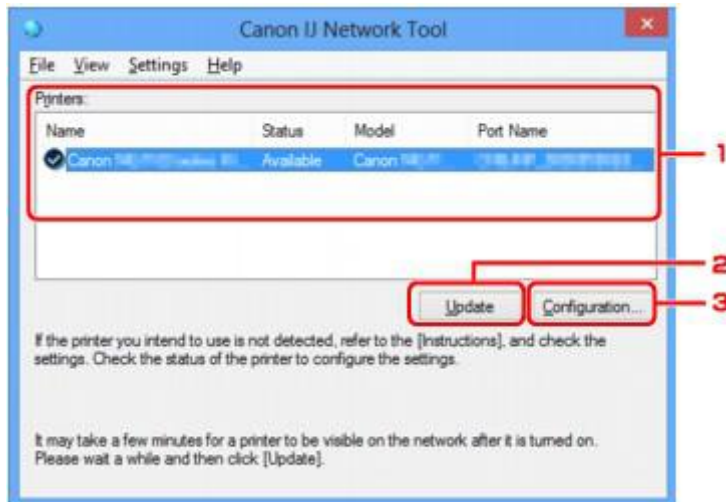 Canon IJ Network Tool
File View Settings Help
Printers:
Name Status Model Port Name
Canon Available Canon
1
2
Update Configuration...
3
If the printer you intend to use is not detected, refer to the [Instructions], and check the
settings. Check the status of the printer to configure the settings.
It may take a few minutes for a printer to be visible on the network after it is turned on.
Please wait a while and then click [Update].